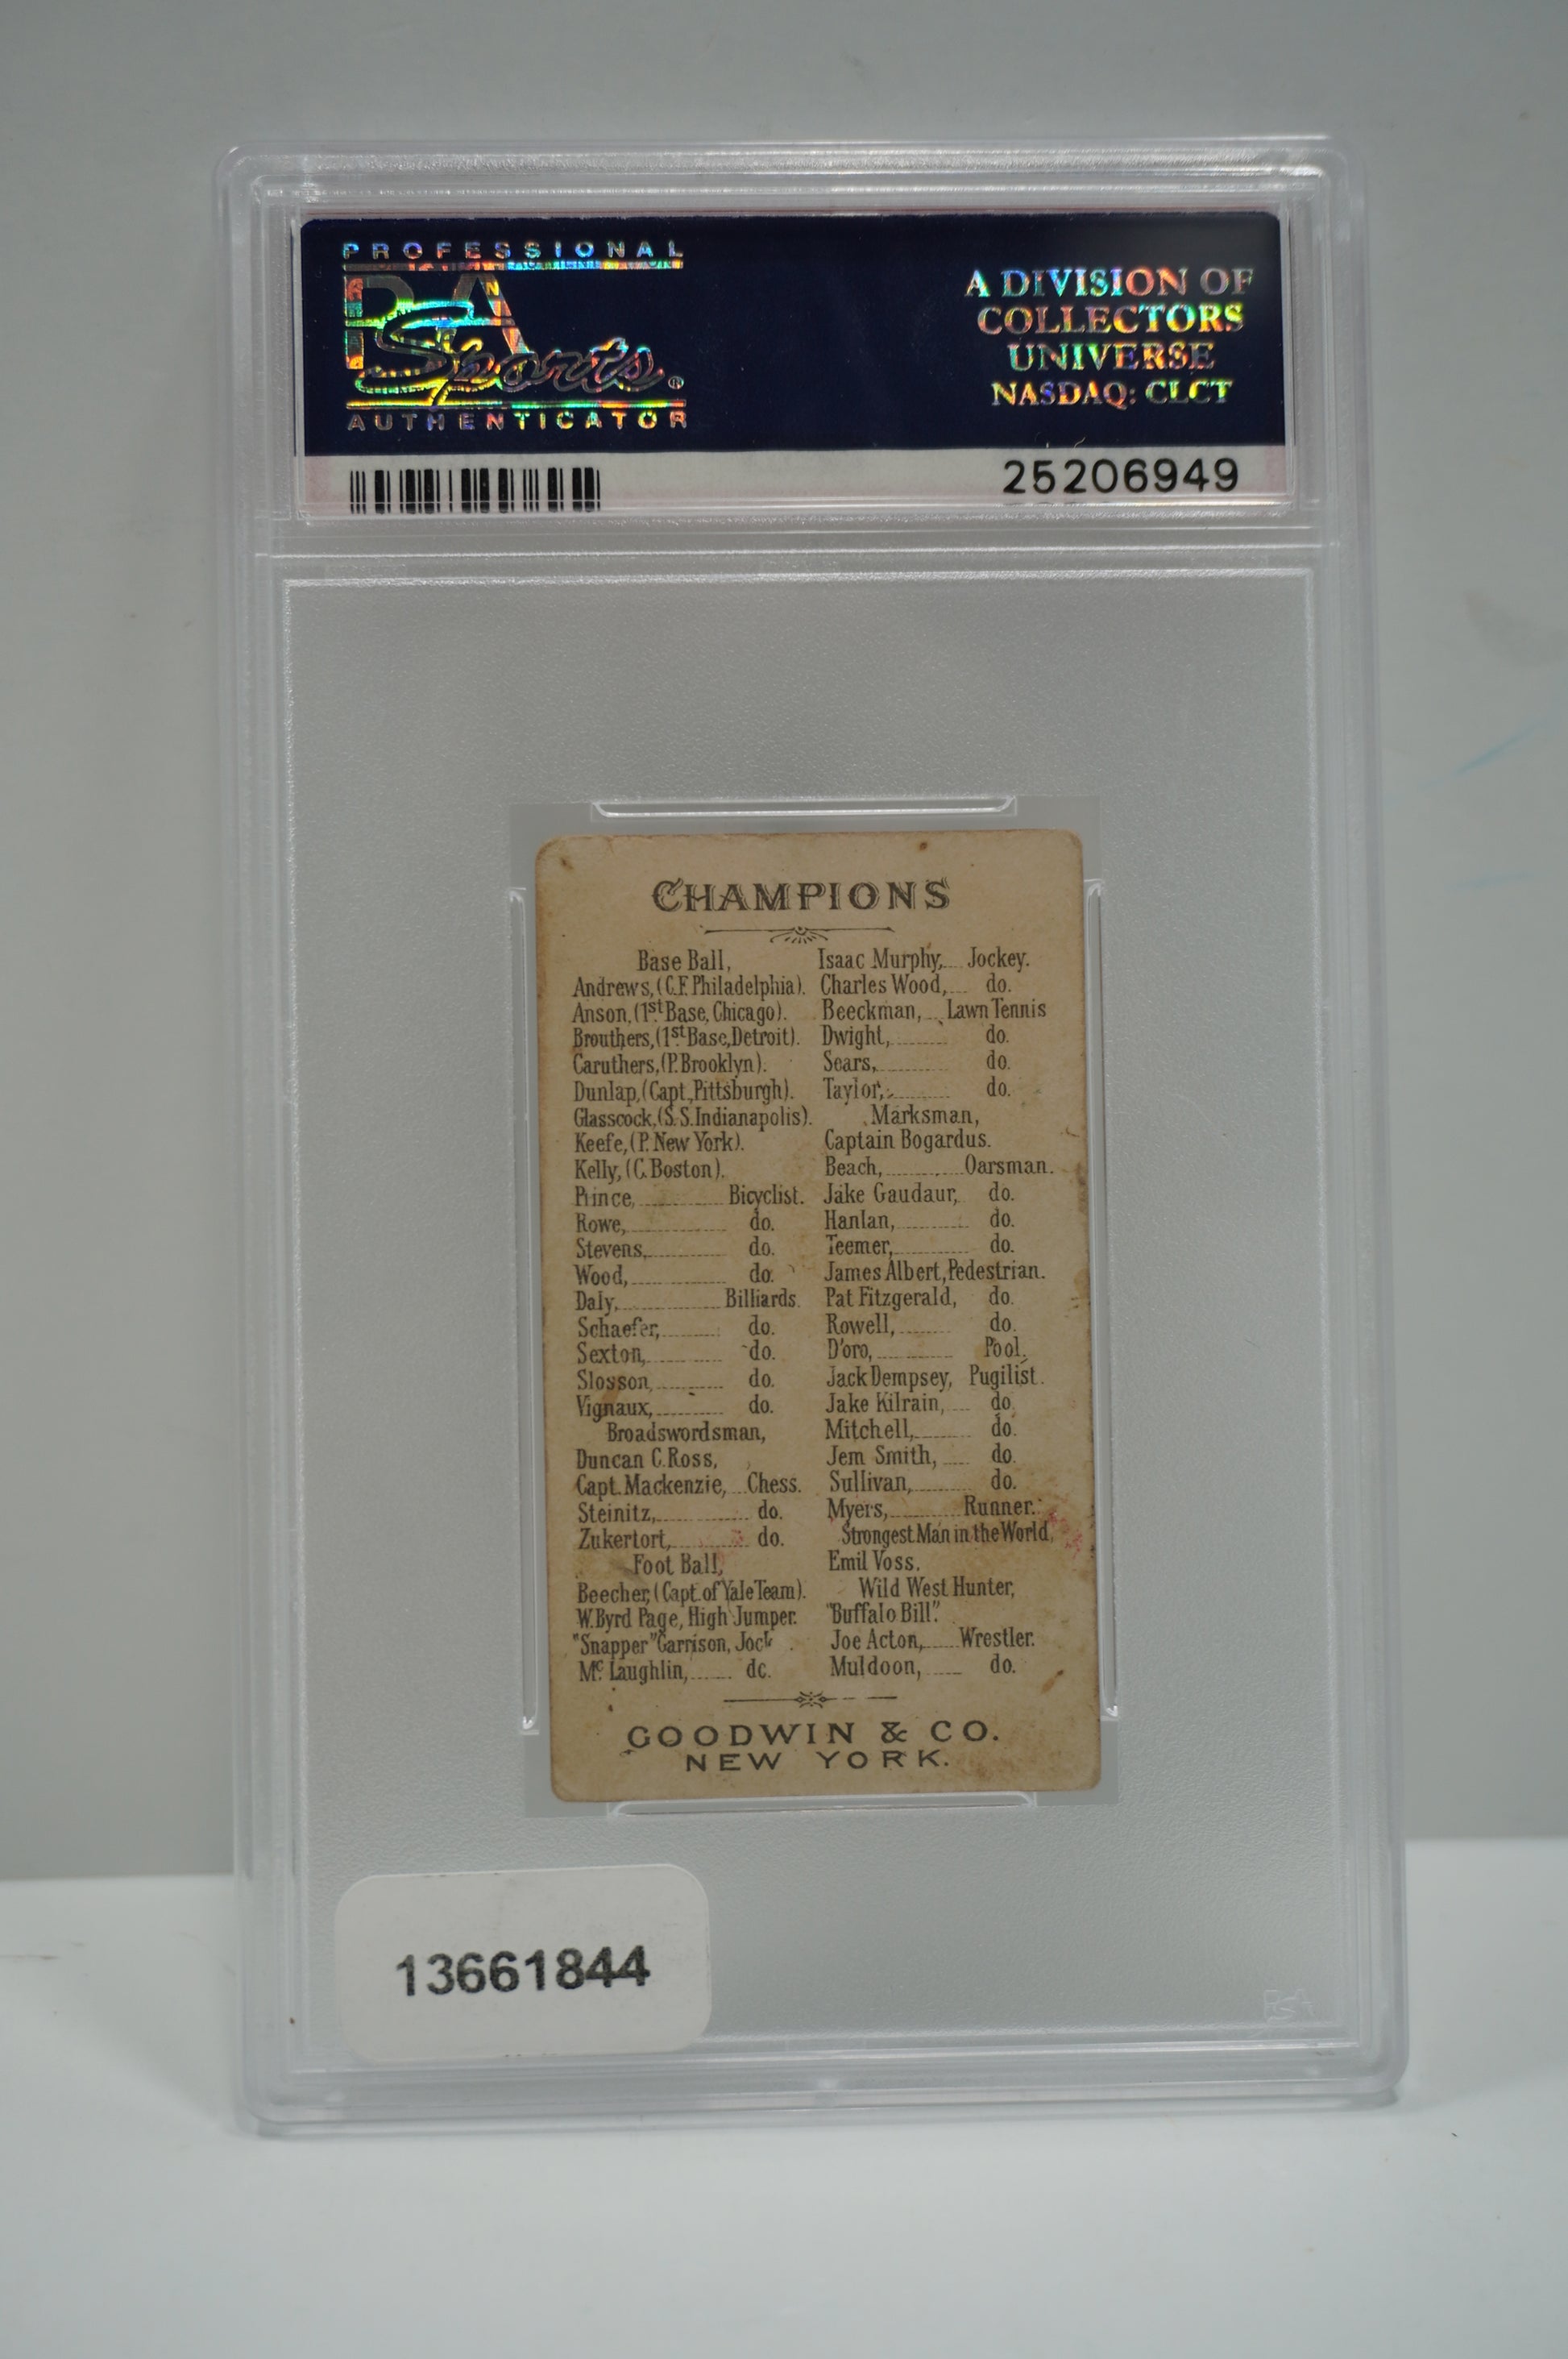 PROFESSIONAL
PSA
Sports®
AUTHENTICATOR
A DIVISION OF
COLLECTORS
UNIVERSE
NASDAQ: CLCT
25206949
CHAMPIONS
Base Ball,
Andrews, (C.F. Philadelphia).
Anson, (1st Base, Chicago).
Brouthers, (1st Base, Detroit).
Caruthers, (P. Brooklyn).
Dunlap, (Capt., Pittsburgh).
Glasscock, (S.S. Indianapolis).
Keefe, (P. New York).
Kelly, (C. Boston).
Prince, Bicyclist.
Rowe, do.
Stevens, do.
Wood, do.
Daly, Billiards.
Schaefer, do.
Sexton, do.
Slosson, do.
Vignaux, do.
Broadswordsman,
Duncan C. Ross,
Capt. Mackenzie, Chess.
Steinitz, do.
Zukertort, do.
Foot Ball,
Beecher, (Capt. of Yale Team).
W. Byrd Page, High Jumper.
"Snapper" Garrison, Jock
Mc. Laughlin, do.
Isaac Murphy, Jockey.
Charles Wood, do.
Beeckman, Lawn Tennis
Dwight, do.
Sears, do.
Taylor, do.
Marksman,
Captain Bogardus.
Beach, Oarsman.
Jake Gaudaur, do.
Hanlan, do.
Teemer, do.
James Albert, Pedestrian.
Pat Fitzgerald, do.
Rowell, do.
D'oro, Pool.
Jack Dempsey, Pugilist.
Jake Kilrain, do.
Mitchell, do.
Jem Smith, do.
Sullivan, do.
Myers, Runner.
Strongest Man in the World,
Emil Voss.
Wild West Hunter,
"Buffalo Bill".
Joe Acton, Wrestler.
Muldoon, do.
GOODWIN & CO.
NEW YORK.
13661844
PSA